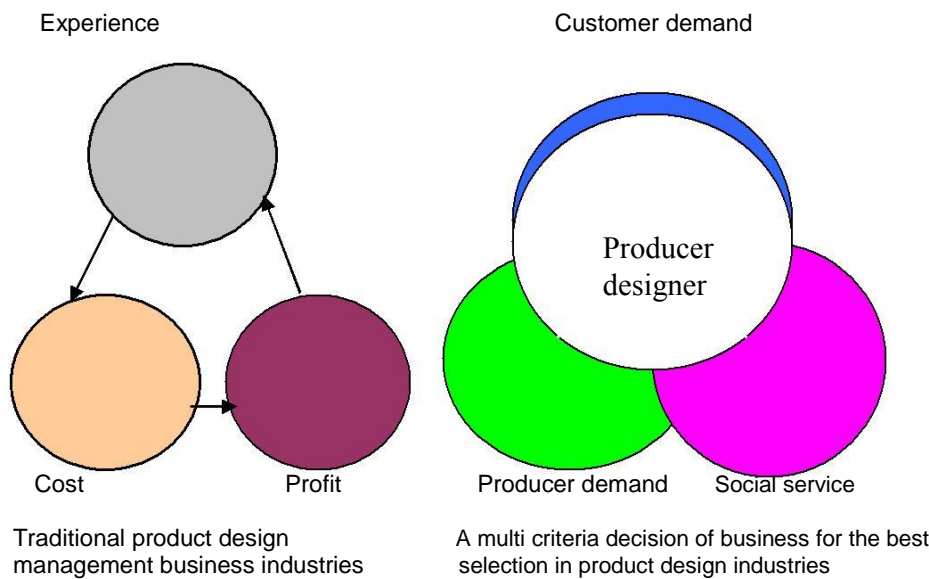 Experience
Customer demand
Producer
designer
Cost
Profit
Producer demand
Social service
Traditional product design
management business industries
A multi criteria decision of business for the best
selection in product design industries